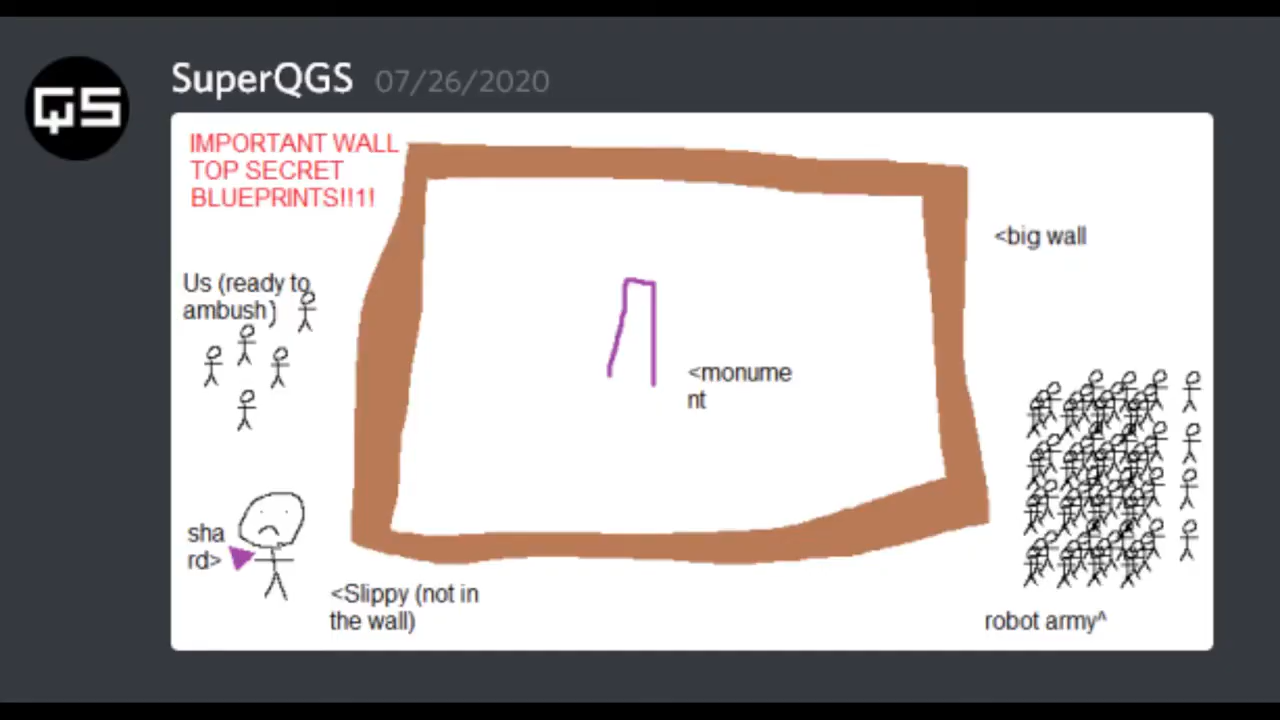 QS
SuperQGS 07/26/2020
IMPORTANT WALL
TOP SECRET
BLUEPRINTS!!1!
<big wall
Us (ready to
ambush)
<monume
nt
sha
rd>
<Slippy (not in
the wall)
robot army^